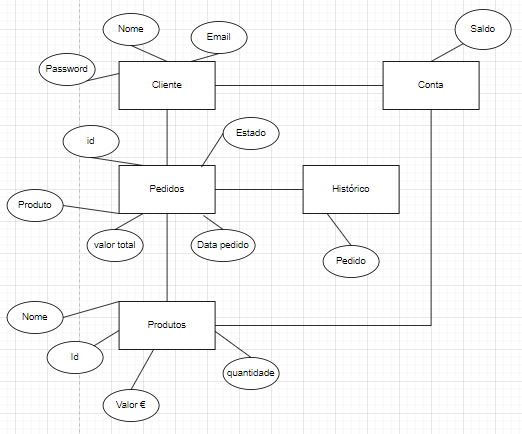 Nome
Email
Saldo
Password
Cliente
Conta
id
Estado
Pedidos
Histórico
Produto
valor total
Data pedido
Pedido
Nome
Produtos
Id
quantidade
Valor €